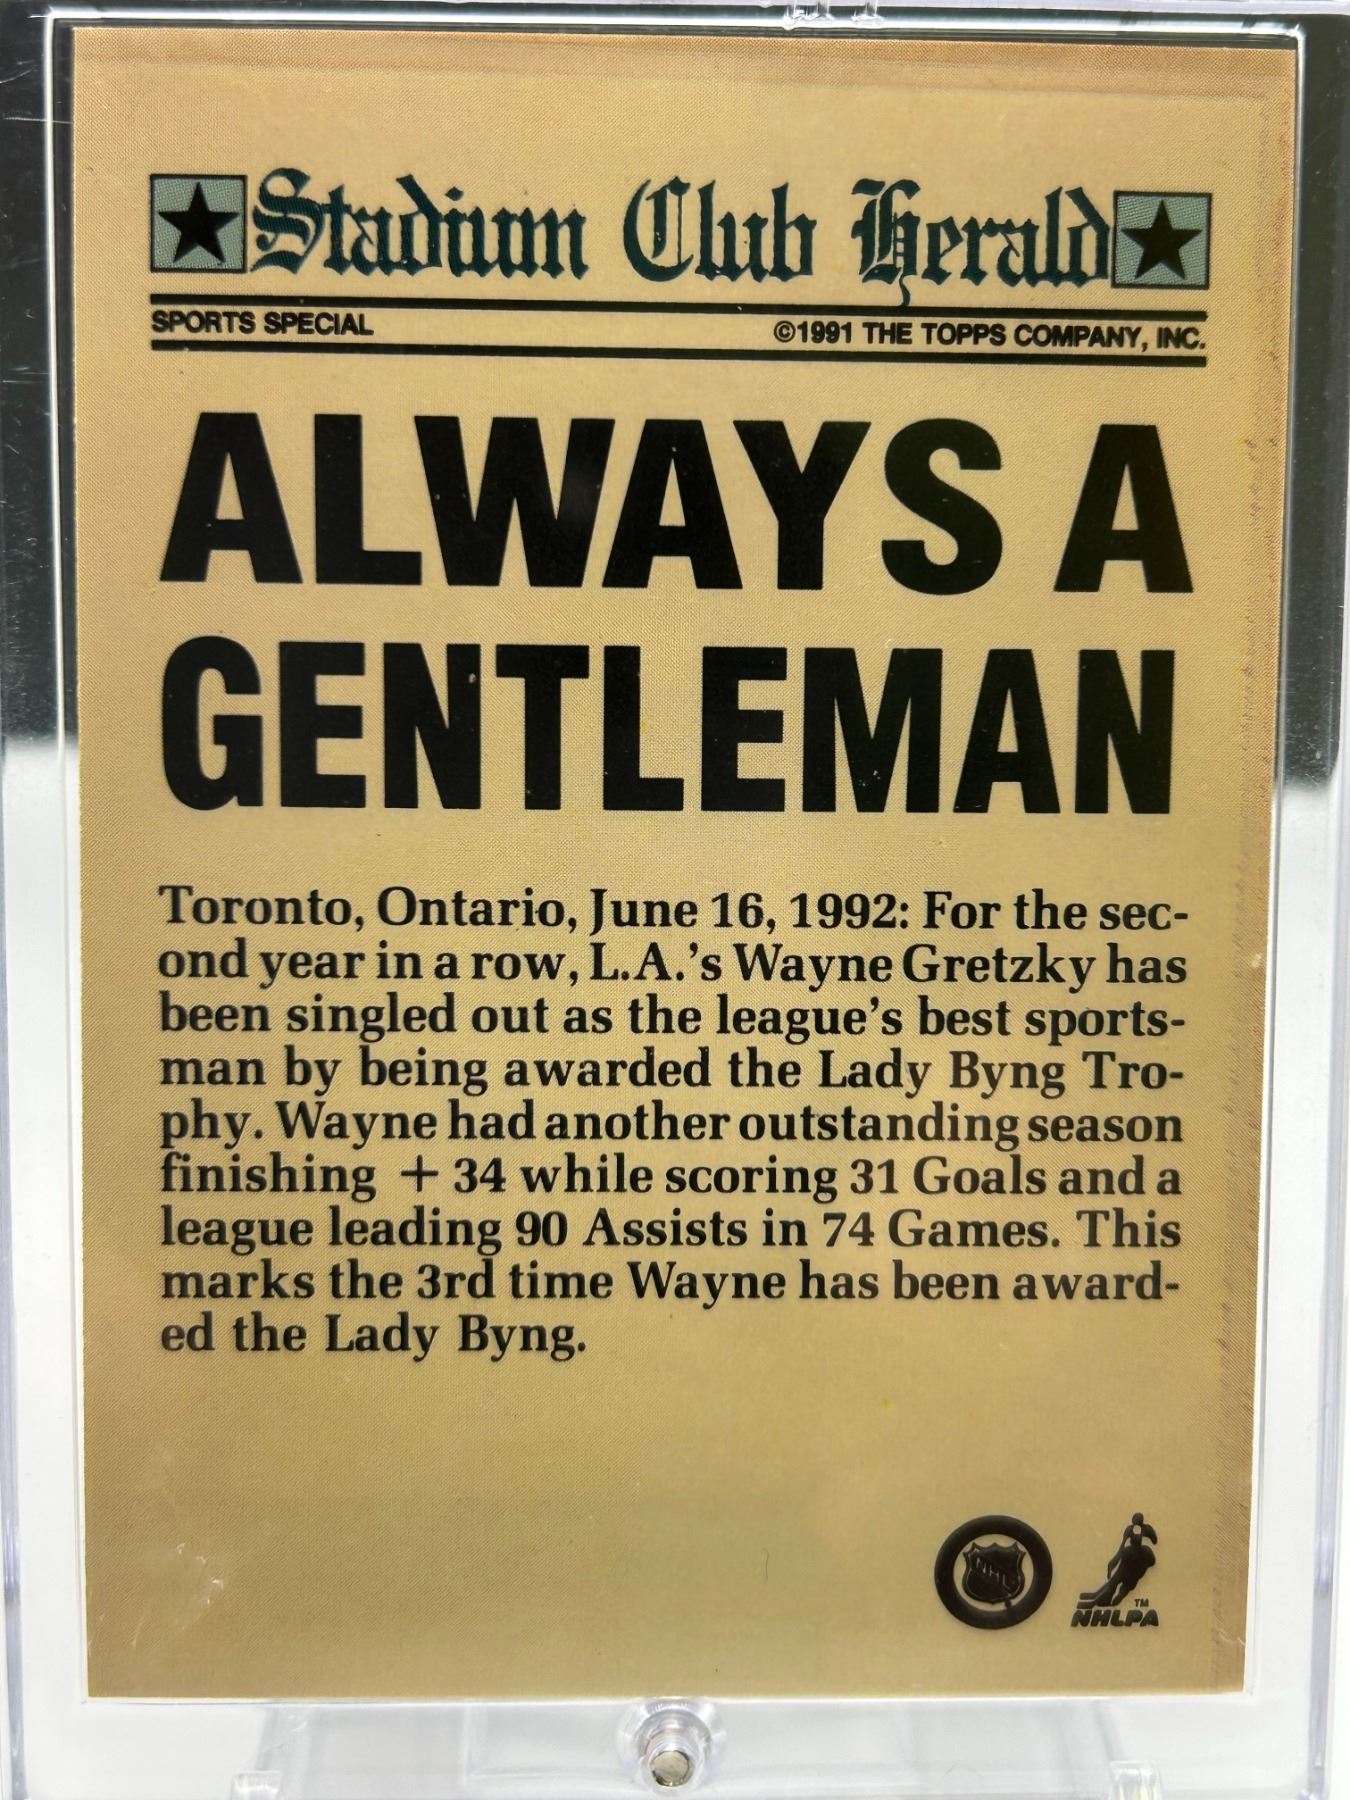 Stadium Club Herald
SPORTS SPECIAL
©1991 THE TOPPS COMPANY, INC.
ALWAYS A
GENTLEMAN
Toronto, Ontario, June 16, 1992: For the sec-
ond year in a row, L.A.'s Wayne Gretzky has
been singled out as the league's best sports-
man by being awarded the Lady Byng Tro-
phy. Wayne had another outstanding season
finishing +34 while scoring 31 Goals and a
league leading 90 Assists in 74 Games. This
marks the 3rd time Wayne has been award-
ed the Lady Byng.
NHL
TM
NHLPA